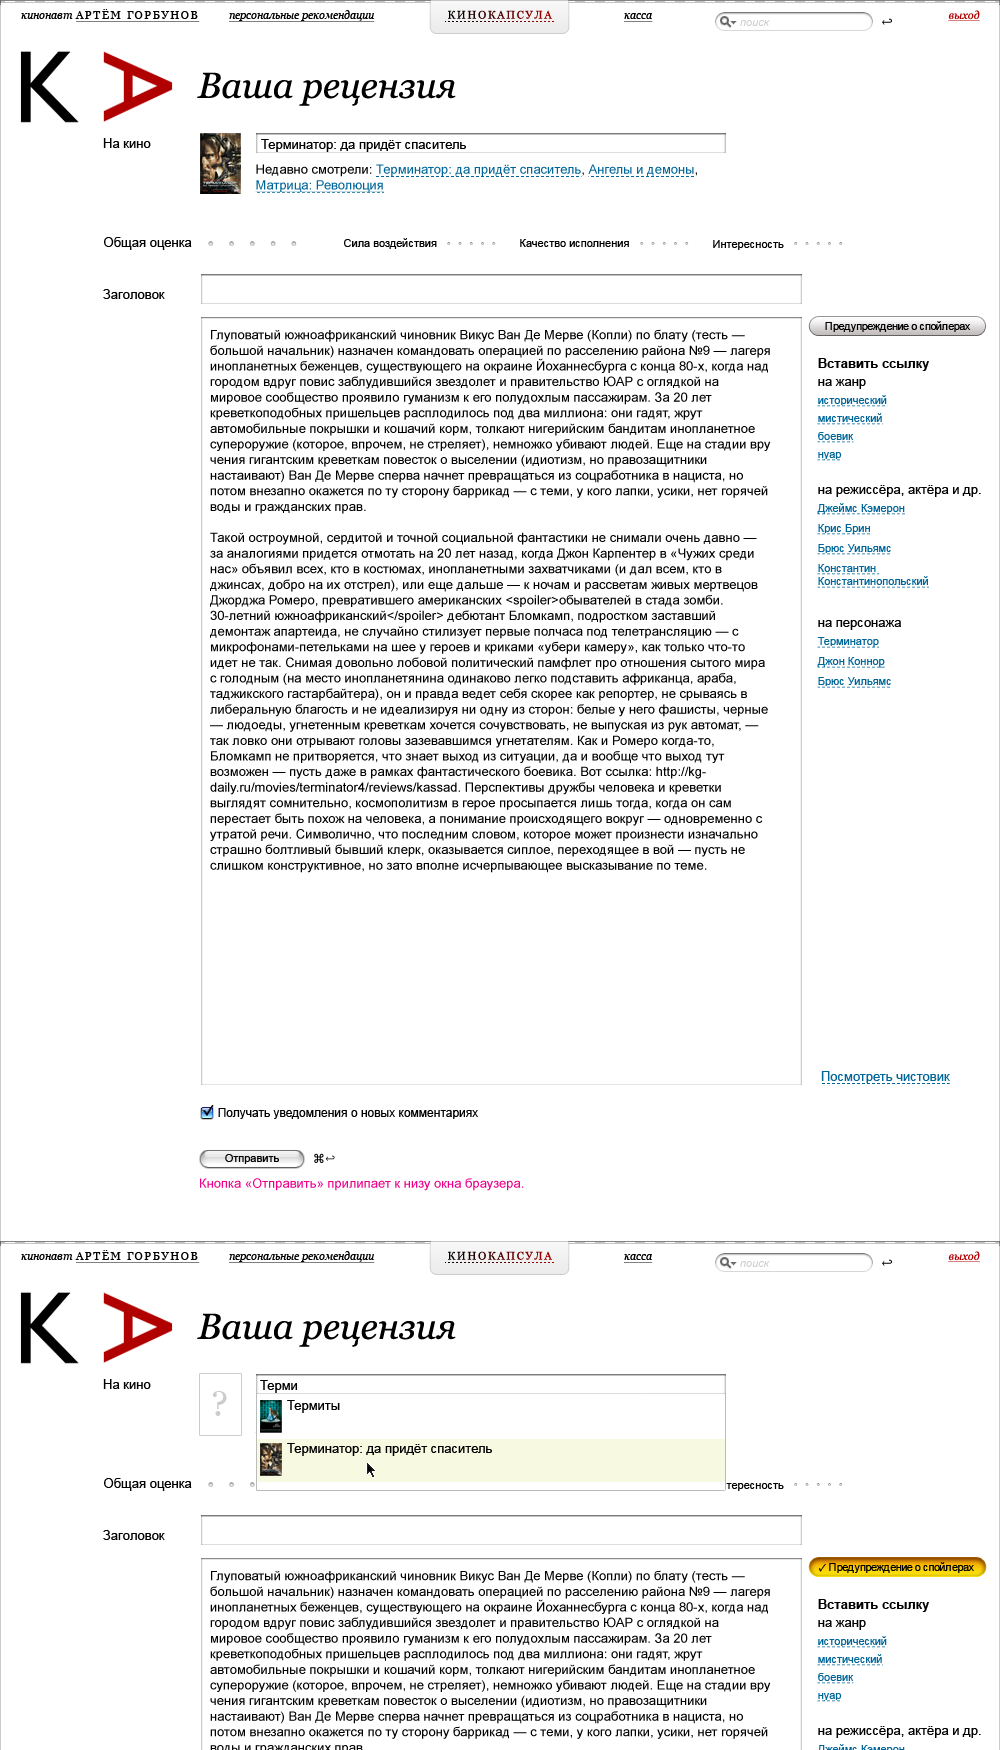 кинонавт АРТЁМ ГОРБУНОВ персональные рекомендации КИНОКАПСУЛА касса поиск ↩ выход
К А Ваша рецензия
На кино Терминатор: да придёт спаситель
Недавно смотрели: Терминатор: да придёт спаситель, Ангелы и демоны,
Матрица: Революция
Общая оценка Сила воздействия Качество исполнения Интересность
Заголовок
Глуповатый южноафриканский чиновник Викус Ван Де Мерве (Копли) по блату (тесть —
большой начальник) назначен командовать операцией по расселению района №9 — лагеря
инопланетных беженцев, существующего на окраине Йоханнесбурга с конца 80-х, когда над
городом вдруг повис заблудившийся звездолет и правительство ЮАР с оглядкой на
мировое сообщество проявило гуманизм к его полудохлым пассажирам. За 20 лет
креветкоподобных пришельцев расплодилось под два миллиона: они гадят, жрут
автомобильные покрышки и кошачий корм, толкают нигерийским бандитам инопланетное
супероружие (которое, впрочем, не стреляет), немножко убивают людей. Еще на стадии вру
чения гигантским креветкам повесток о выселении (идиотизм, но правозащитники
настаивают) Ван Де Мерве сперва начнет превращаться из соцработника в нациста, но
потом внезапно окажется по ту сторону баррикад — с теми, у кого лапки, усики, нет горячей
воды и гражданских прав.
Такой остроумной, сердитой и точной социальной фантастики не снимали очень давно —
за аналогиями придется отмотать на 20 лет назад, когда Джон Карпентер в «Чужих среди
нас» объявил всех, кто в костюмах, инопланетными захватчиками (и дал всем, кто в
джинсах, добро на их отстрел), или еще дальше — к ночам и рассветам живых мертвецов
Джорджа Ромеро, превратившего американских <spoiler>обывателей в стада зомби.
30-летний южноафриканский</spoiler> дебютант Бломкамп, подростком заставший
демонтаж апартеида, не случайно стилизует первые полчаса под телетрансляцию — с
микрофонами-петельками на шее у героев и криками «убери камеру», как только что-то
идет не так. Снимая довольно лобовой политический памфлет про отношения сытого мира
с голодным (на место инопланетянина одинаково легко подставить африканца, араба,
таджикского гастарбайтера), он и правда ведет себя скорее как репортер, не срываясь в
либеральную благость и не идеализируя ни одну из сторон: белые у него фашисты, черные
— людоеды, угнетенным креветкам хочется сочувствовать, не выпуская из рук автомат, —
так ловко они отрывают головы зазевавшимся угнетателям. Как и Ромеро когда-то,
Бломкамп не притворяется, что знает выход из ситуации, да и вообще что выход тут
возможен — пусть даже в рамках фантастического боевика. Вот ссылка: http://kg-
daily.ru/movies/terminator4/reviews/kassad. Перспективы дружбы человека и креветки
выглядят сомнительно, космополитизм в герое просыпается лишь тогда, когда он сам
перестает быть похож на человека, а понимание происходящего вокруг — одновременно с
утратой речи. Символично, что последним словом, которое может произнести изначально
страшно болтливый бывший клерк, оказывается сиплое, переходящее в вой — пусть не
слишком конструктивное, но зато вполне исчерпывающее высказывание по теме.
Предупреждение о спойлерах
Вставить ссылку
на жанр
исторический
мистический
боевик
нуар
на режиссёра, актёра и др.
Джеймс Кэмерон
Крис Брин
Брюс Уильямс
Константин
Константинопольский
на персонажа
Терминатор
Джон Коннор
Брюс Уильямс
Посмотреть чистовик
Получать уведомления о новых комментариях
Отправить ⌘↩
Кнопка «Отправить» прилипает к низу окна браузера.
кинонавт АРТЁМ ГОРБУНОВ персональные рекомендации КИНОКАПСУЛА касса поиск ↩ выход
К А Ваша рецензия
На кино ? Терми
Термиты
Терминатор: да придёт спаситель
Общая оценка тересность
Заголовок
Глуповатый южноафриканский чиновник Викус Ван Де Мерве (Копли) по блату (тесть —
большой начальник) назначен командовать операцией по расселению района №9 — лагеря
инопланетных беженцев, существующего на окраине Йоханнесбурга с конца 80-х, когда над
городом вдруг повис заблудившийся звездолет и правительство ЮАР с оглядкой на
мировое сообщество проявило гуманизм к его полудохлым пассажирам. За 20 лет
креветкоподобных пришельцев расплодилось под два миллиона: они гадят, жрут
автомобильные покрышки и кошачий корм, толкают нигерийским бандитам инопланетное
супероружие (которое, впрочем, не стреляет), немножко убивают людей. Еще на стадии вру
чения гигантским креветкам повесток о выселении (идиотизм, но правозащитники
настаивают) Ван Де Мерве сперва начнет превращаться из соцработника в нациста, но
потом внезапно окажется по ту сторону баррикад — с теми, у кого лапки, усики, нет горячей
воды и гражданских прав.
✓ Предупреждение о спойлерах
Вставить ссылку
на жанр
исторический
мистический
боевик
нуар
на режиссёра, актёра и др.
Джеймс Кэмерон